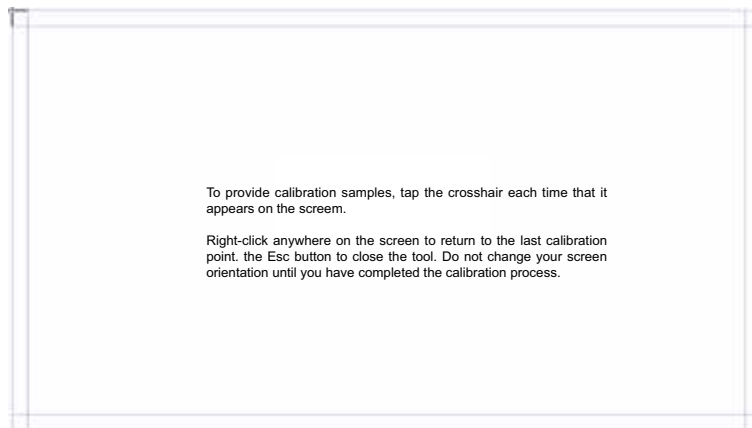 To provide calibration samples, tap the crosshair each time that it
appears on the screem.
Right-click anywhere on the screen to return to the last calibration
point. the Esc button to close the tool. Do not change your screen
orientation until you have completed the calibration process.